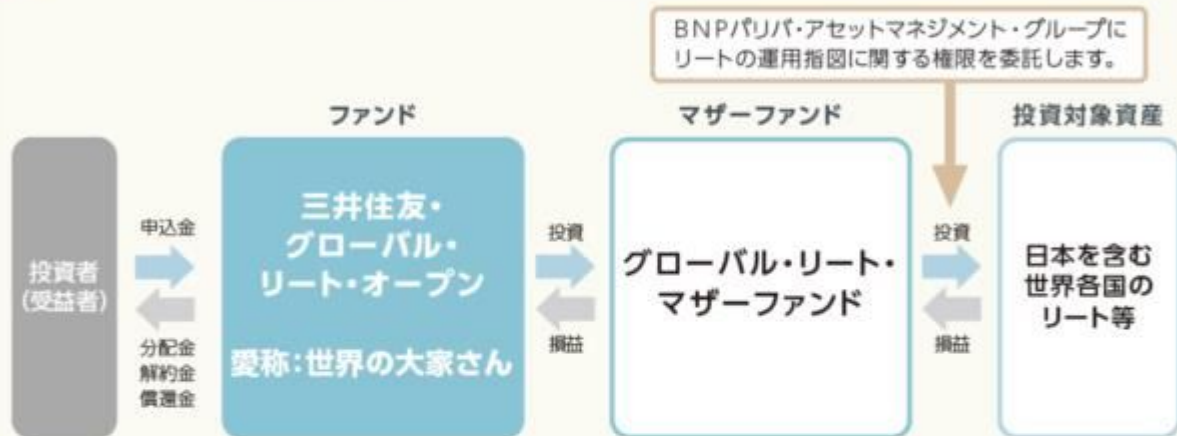 BNPパリバ・アセットマネジメント・グループに
リートの運用指図に関する権限を委託します。
ファンド
マザーファンド
投資対象資産
投資者
(受益者)
申込金
分配金
解約金
償還金
三井住友・
グローバル・
リート・オープン
愛称:世界の大家さん
投資
損益
グローバル・リート・
マザーファンド
投資
損益
日本を含む
世界各国の
リート等